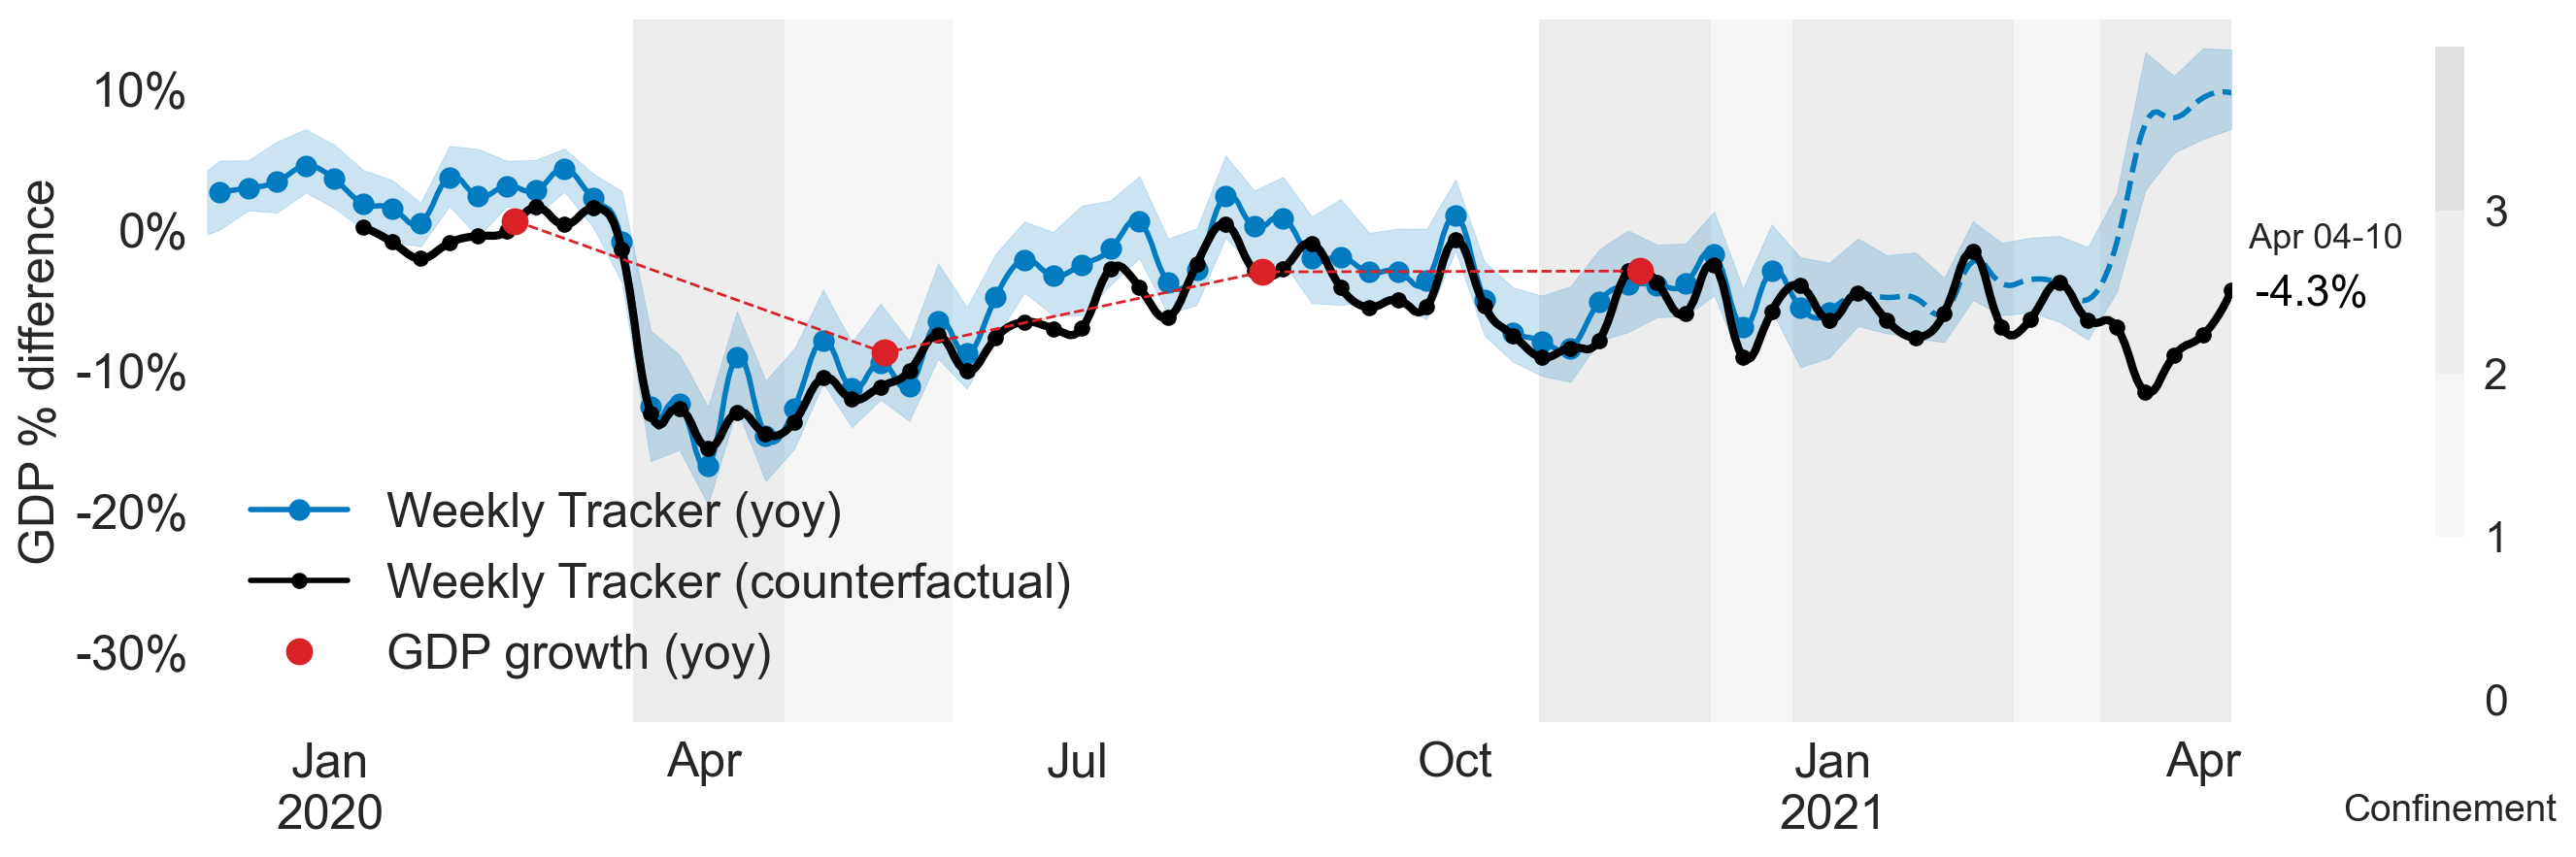 GDP % difference
10%
0%
-10%
-20%
-30%
Weekly Tracker (yoy)
Weekly Tracker (counterfactual)
GDP growth (yoy)
Jan
2020
Apr
Jul
Oct
Jan
2021
Apr
Apr 04-10
-4.3%
3
2
1
0
Confinement